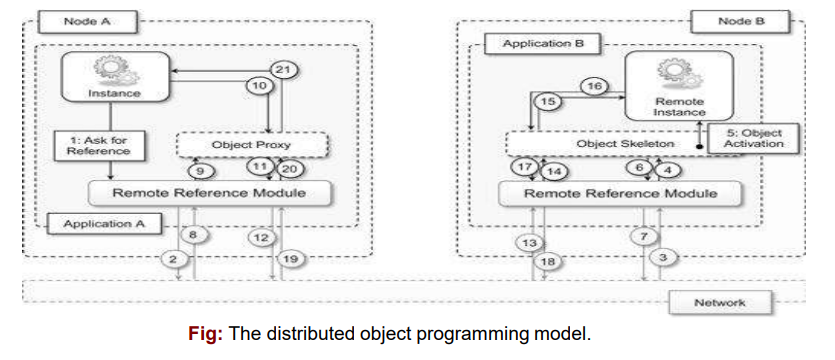 Node A
Node B
Application B
21
10
16
15
Instance
Remote
Instance
1: Ask for
Reference
Object Proxy
Object Skeleton
5: Object
Activation
9
11
20
17
14
6
4
Remote Reference Module
Remote Reference Module
Application A
8
12
13
7
2
19
18
3
Network
Fig: The distributed object programming model.